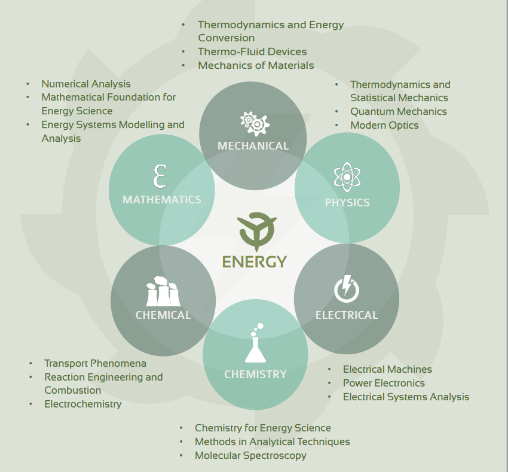 • Thermodynamics and Energy
Conversion
• Thermo-Fluid Devices
• Mechanics of Materials
• Numerical Analysis
• Mathematical Foundation for
Energy Science
• Energy Systems Modelling and
Analysis
• Thermodynamics and
Statistical Mechanics
• Quantum Mechanics
• Modern Optics
MECHANICAL
ε
MATHEMATICS
PHYSICS
ENERGY
CHEMICAL
ELECTRICAL
CHEMISTRY
• Transport Phenomena
• Reaction Engineering and
Combustion
• Electrochemistry
• Electrical Machines
• Power Electronics
• Electrical Systems Analysis
• Chemistry for Energy Science
• Methods in Analytical Techniques
• Molecular Spectroscopy